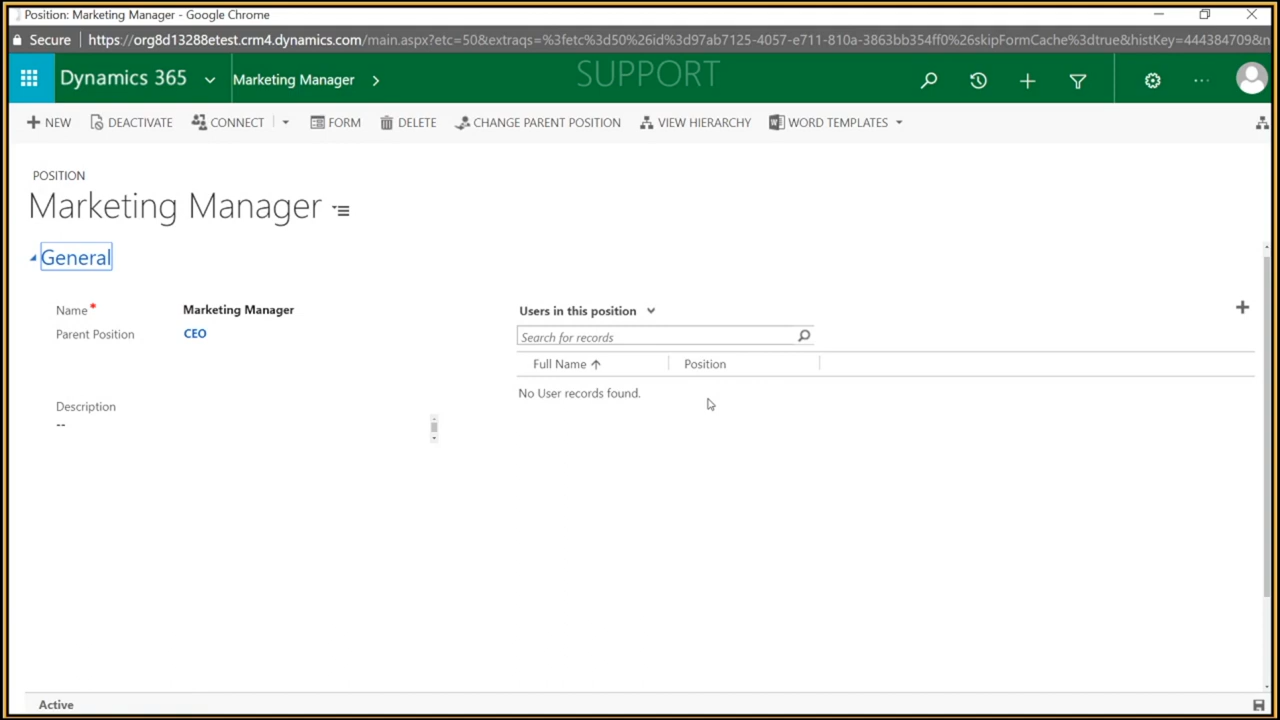 Position: Marketing Manager - Google Chrome
Secure https://org8d13288etest.crm4.dynamics.com/main.aspx?etc=50&extraqs=%3fetc%3d50%26id%3d97ab7125-4057-e711-810a-3863bb354ff0%26skipFormCache%3dtrue&histKey=444384709&n
Dynamics 365 Marketing Manager SUPPORT
NEW DEACTIVATE CONNECT FORM DELETE CHANGE PARENT POSITION VIEW HIERARCHY WORD TEMPLATES
POSITION
Marketing Manager
General
Name * Marketing Manager
Parent Position CEO
Description
--
Users in this position
Search for records
Full Name Position
No User records found.
Active